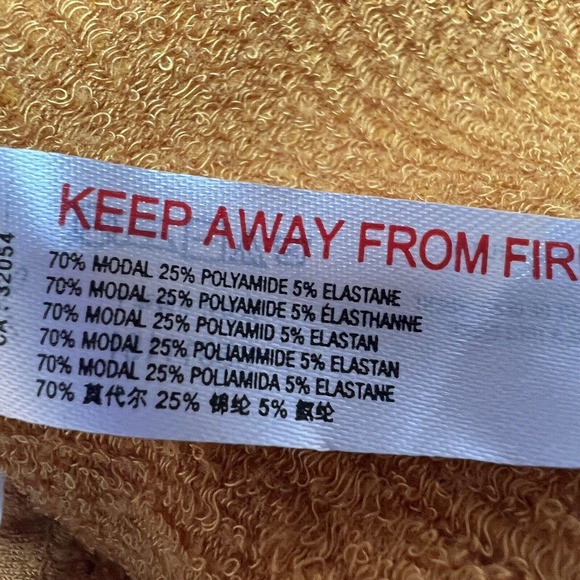 KEEP AWAY FROM FIR
70% MODAL 25% POLYAMIDE 5% ELASTANE
70% MODAL 25% POLYAMIDE 5% ÉLASTHANNE
70% MODAL 25% POLYAMID 5% ELASTAN
70% MODAL 25% POLIAMMIDE 5% ELASTAN
70% MODAL 25% POLIAMIDA 5% ELASTANE
70% 莫代尔 25% 锦纶 5% 氨纶
CA: 32054